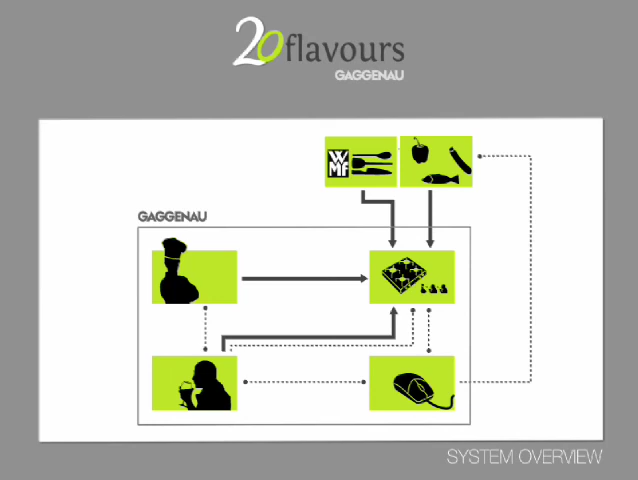 20flavours
GAGGENAU
WMF
GAGGENAU
SYSTEM OVERVIEW